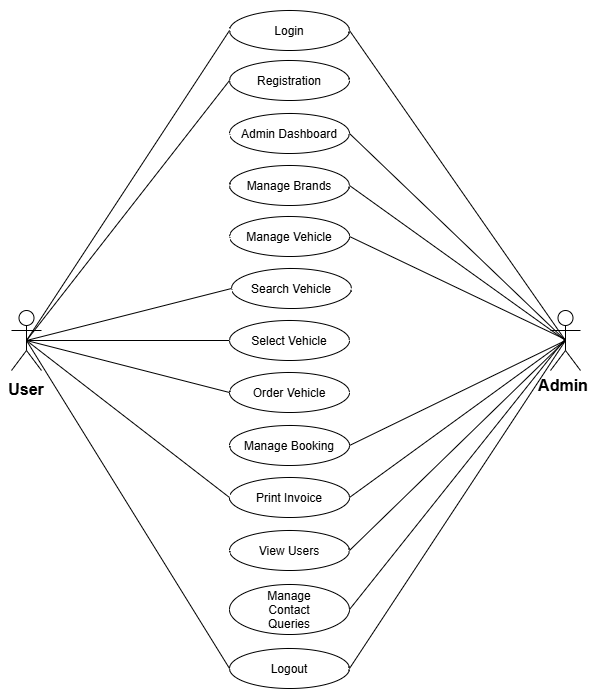 Login
Registration
Admin Dashboard
Manage Brands
Manage Vehicle
Search Vehicle
Select Vehicle
User
Admin
Order Vehicle
Manage Booking
Print Invoice
View Users
Manage
Contact
Queries
Logout